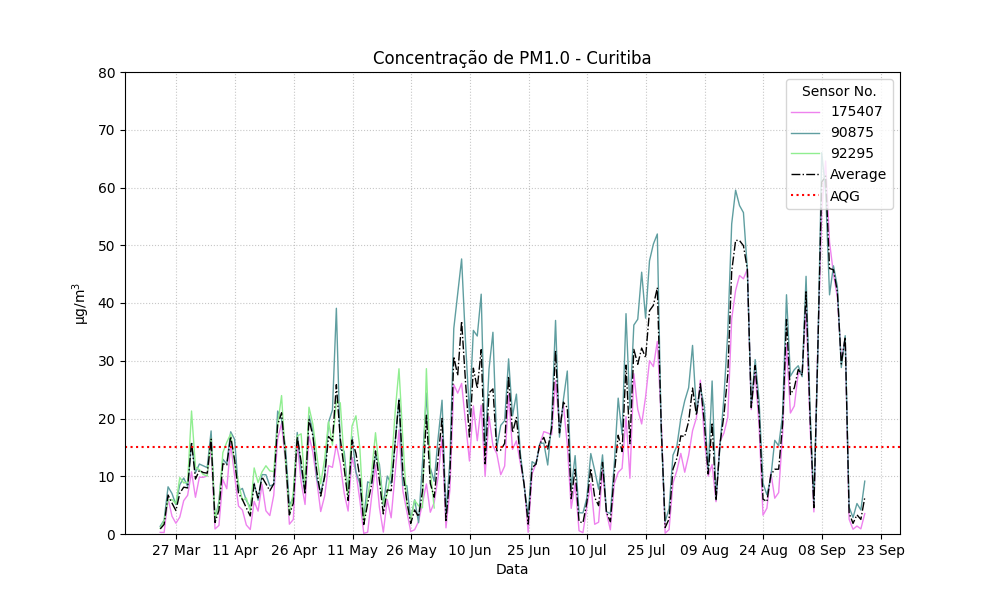 Concentração de PM1.0 - Curitiba
µg/m³
80
70
60
50
40
30
20
10
0
Sensor No.
175407
90875
92295
Average
AQG
27 Mar
11 Apr
26 Apr
11 May
26 May
10 Jun
25 Jun
10 Jul
25 Jul
09 Aug
24 Aug
08 Sep
23 Sep
Data